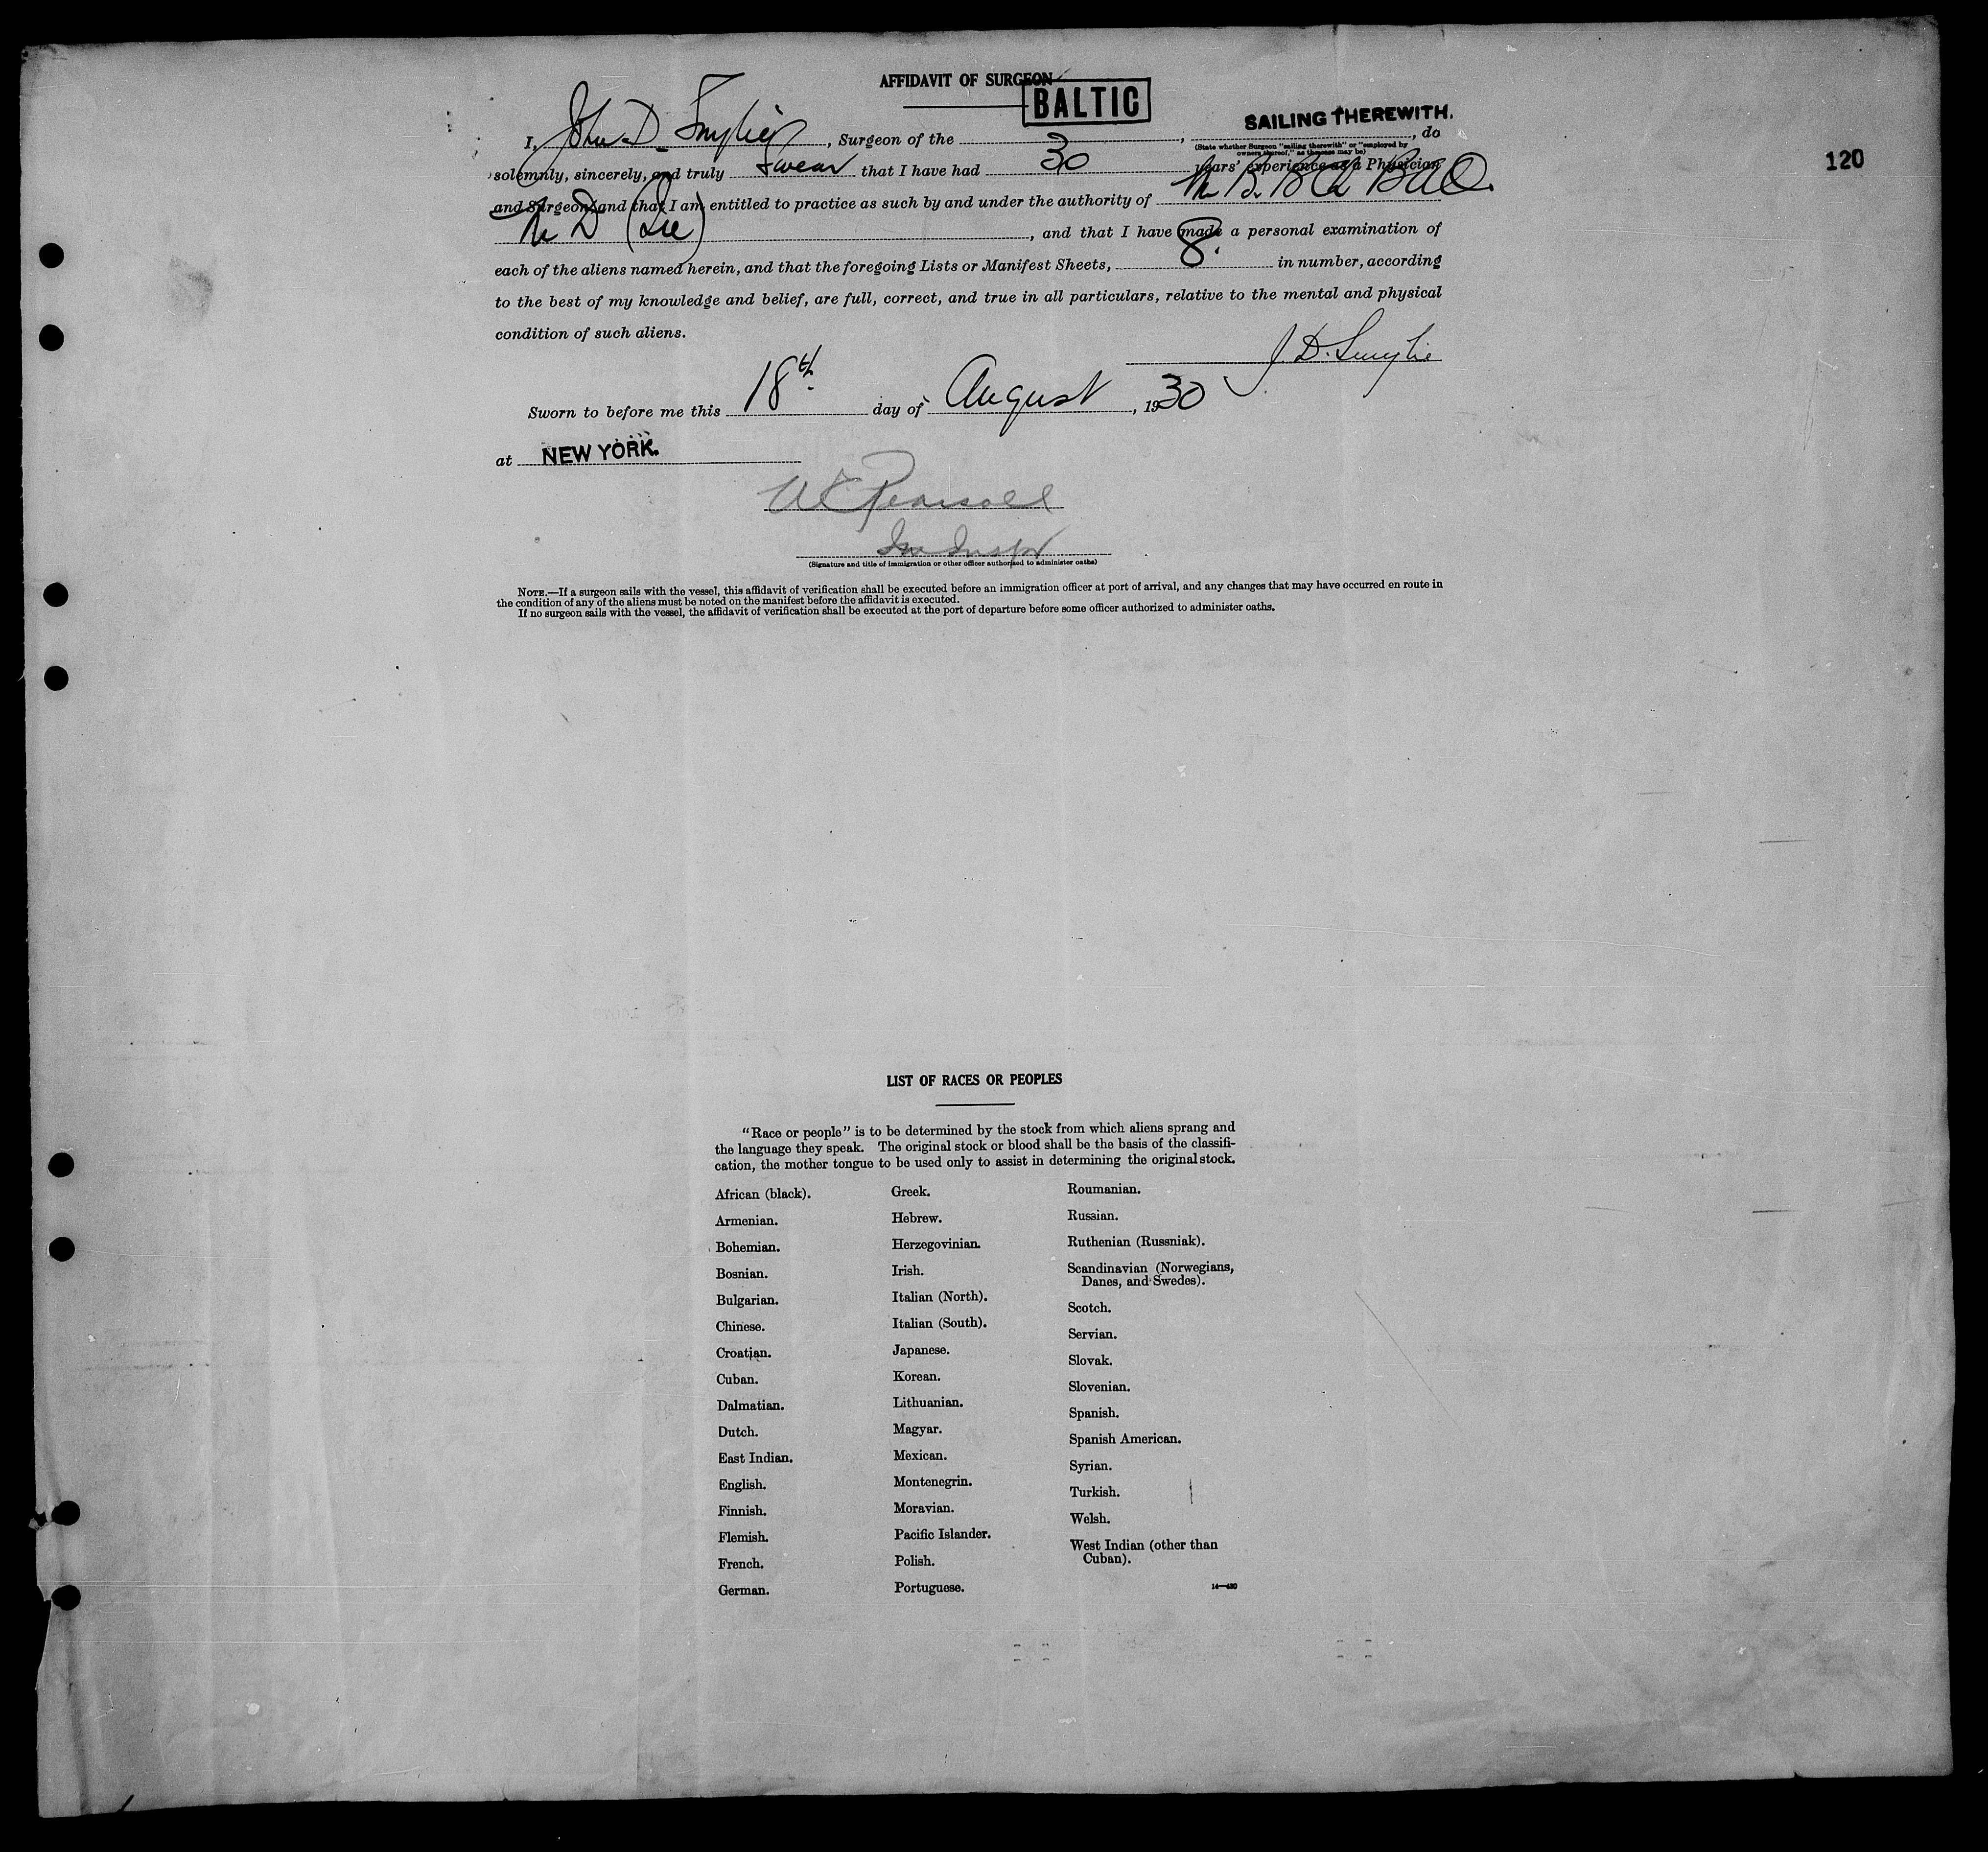 AFFIDAVIT OF SURGEON
BALTIC
SAILING THEREWITH.
120
I, John D. Smylie, Surgeon of the , , do
(State whether Surgeon "sailing therewith" or "employed by
owners thereof," as the case may be)
solemnly, sincerely, and truly swear that I have had 30 years' experience as a Physician
and Surgeon, and that I am entitled to practice as such by and under the authority of M. B. B Ch B A O.
M D , and that I have made a personal examination of
each of the aliens named herein, and that the foregoing Lists or Manifest Sheets, 8. in number, according
to the best of my knowledge and belief, are full, correct, and true in all particulars, relative to the mental and physical
condition of such aliens.
J. D. Smylie
Sworn to before me this 18th day of August, 1930
at NEW YORK.
Pearsall
Imm Inspr
(Signature and title of immigration or other officer authorized to administer oaths)
NOTE.—If a surgeon sails with the vessel, this affidavit of verification shall be executed before an immigration officer at port of arrival, and any changes that may have occurred en route in
the condition of any of the aliens must be noted on the manifest before the affidavit is executed.
If no surgeon sails with the vessel, the affidavit of verification shall be executed at the port of departure before some officer authorized to administer oaths.
LIST OF RACES OR PEOPLES
"Race or people" is to be determined by the stock from which aliens sprang and
the language they speak. The original stock or blood shall be the basis of the classifi-
cation, the mother tongue to be used only to assist in determining the original stock.
African (black).
Armenian.
Bohemian.
Bosnian.
Bulgarian.
Chinese.
Croatian.
Cuban.
Dalmatian.
Dutch.
East Indian.
English.
Finnish.
Flemish.
French.
German.
Greek.
Hebrew.
Herzegovinian.
Irish.
Italian (North).
Italian (South).
Japanese.
Korean.
Lithuanian.
Magyar.
Mexican.
Montenegrin.
Moravian.
Pacific Islander.
Polish.
Portuguese.
Roumanian.
Russian.
Ruthenian (Russniak).
Scandinavian (Norwegians,
Danes, and Swedes).
Scotch.
Servian.
Slovak.
Slovenian.
Spanish.
Spanish American.
Syrian.
Turkish.
Welsh.
West Indian (other than
Cuban).
14—430